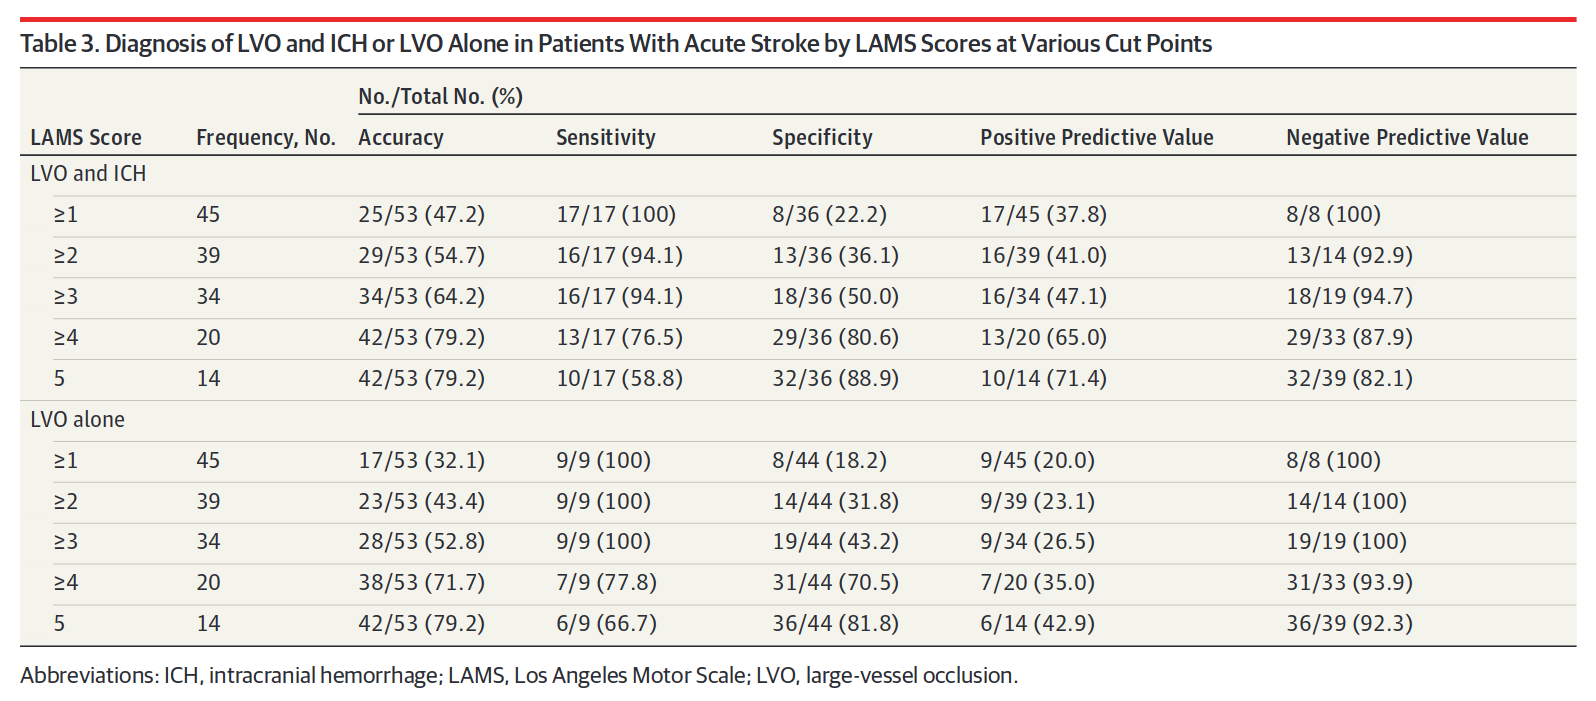 Table 3. Diagnosis of LVO and ICH or LVO Alone in Patients With Acute Stroke by LAMS Scores at Various Cut Points
No./Total No. (%)
LAMS Score Frequency, No. Accuracy Sensitivity Specificity Positive Predictive Value Negative Predictive Value
LVO and ICH
≥1 45 25/53 (47.2) 17/17 (100) 8/36 (22.2) 17/45 (37.8) 8/8 (100)
≥2 39 29/53 (54.7) 16/17 (94.1) 13/36 (36.1) 16/39 (41.0) 13/14 (92.9)
≥3 34 34/53 (64.2) 16/17 (94.1) 18/36 (50.0) 16/34 (47.1) 18/19 (94.7)
≥4 20 42/53 (79.2) 13/17 (76.5) 29/36 (80.6) 13/20 (65.0) 29/33 (87.9)
5 14 42/53 (79.2) 10/17 (58.8) 32/36 (88.9) 10/14 (71.4) 32/39 (82.1)
LVO alone
≥1 45 17/53 (32.1) 9/9 (100) 8/44 (18.2) 9/45 (20.0) 8/8 (100)
≥2 39 23/53 (43.4) 9/9 (100) 14/44 (31.8) 9/39 (23.1) 14/14 (100)
≥3 34 28/53 (52.8) 9/9 (100) 19/44 (43.2) 9/34 (26.5) 19/19 (100)
≥4 20 38/53 (71.7) 7/9 (77.8) 31/44 (70.5) 7/20 (35.0) 31/33 (93.9)
5 14 42/53 (79.2) 6/9 (66.7) 36/44 (81.8) 6/14 (42.9) 36/39 (92.3)
Abbreviations: ICH, intracranial hemorrhage; LAMS, Los Angeles Motor Scale; LVO, large-vessel occlusion.